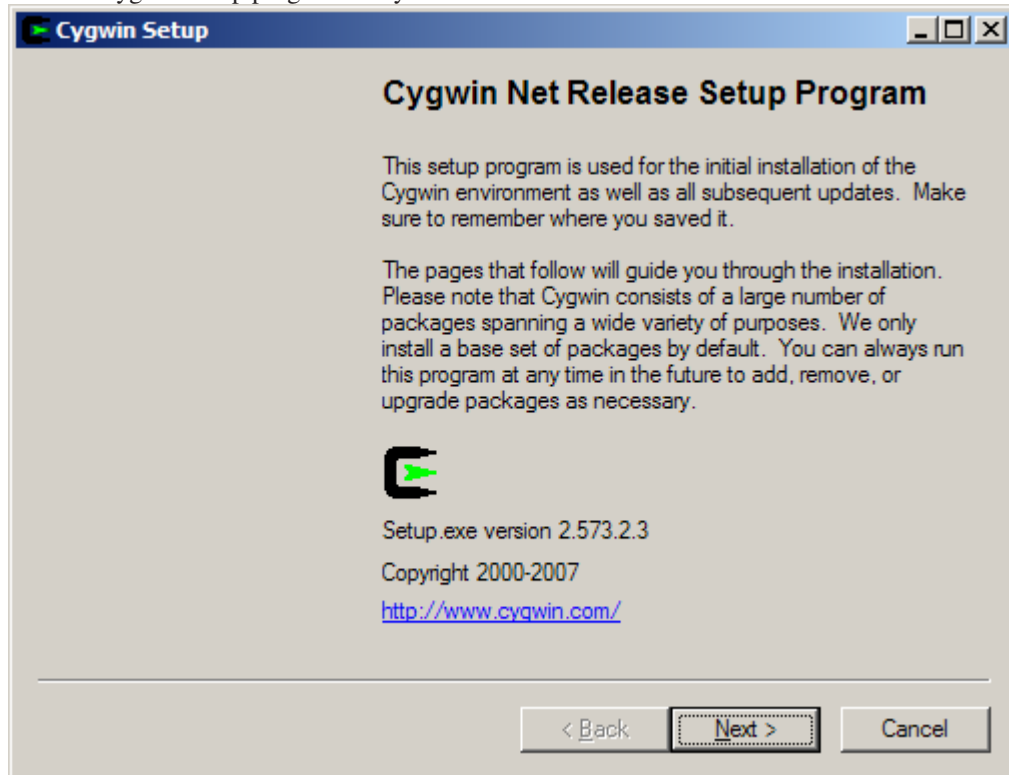 Cygwin Setup
Cygwin Net Release Setup Program
This setup program is used for the initial installation of the
Cygwin environment as well as all subsequent updates. Make
sure to remember where you saved it.
The pages that follow will guide you through the installation.
Please note that Cygwin consists of a large number of
packages spanning a wide variety of purposes. We only
install a base set of packages by default. You can always run
this program at any time in the future to add, remove, or
upgrade packages as necessary.
Setup.exe version 2.573.2.3
Copyright 2000-2007
http://www.cygwin.com/
< Back
Next >
Cancel